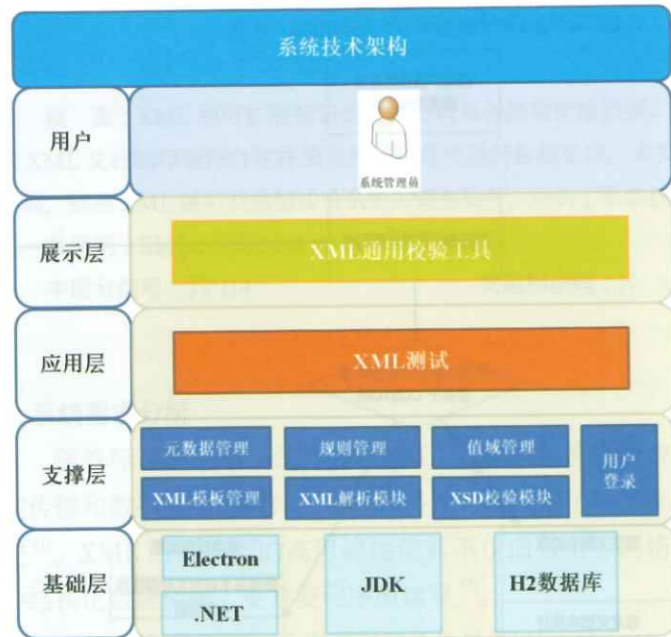 系统技术架构
用户
系统管理员
展示层
XML通用校验工具
应用层
XML测试
支撑层
元数据管理
规则管理
值域管理
用户
登录
XML模板管理
XML解析模块
XSD校验模块
基础层
Electron
.NET
JDK
H2数据库